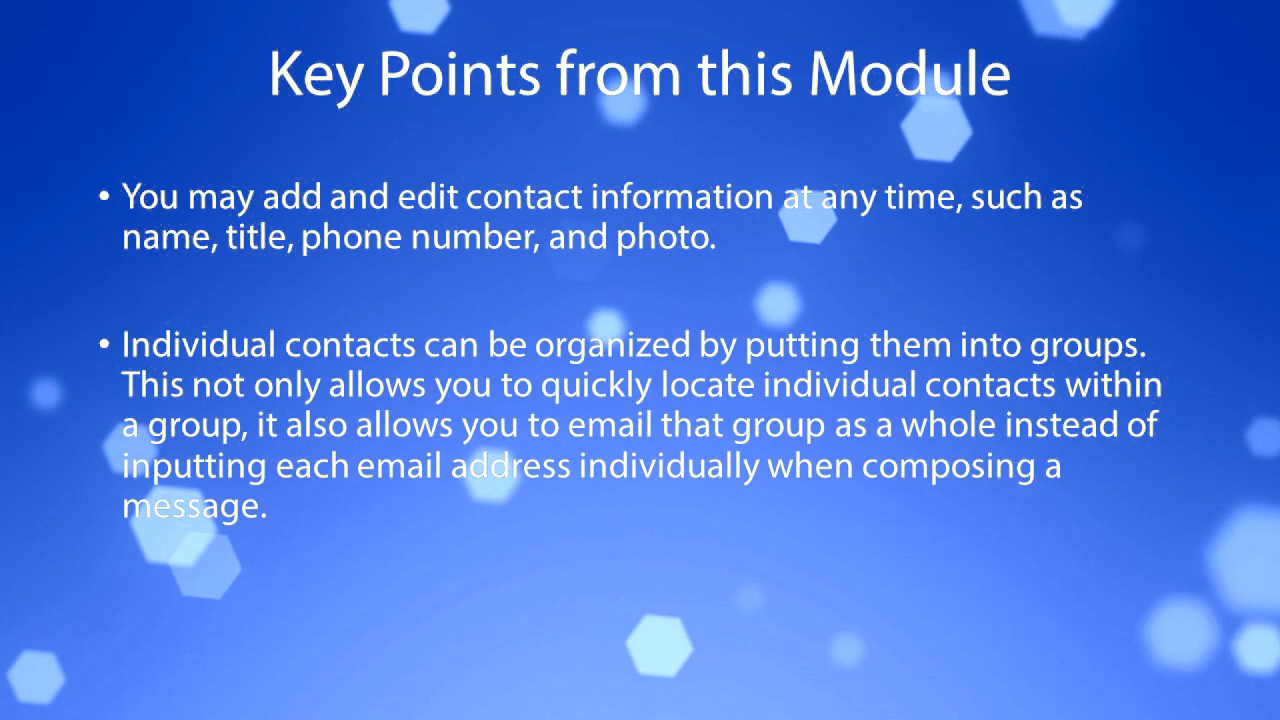 Key Points from this Module
• You may add and edit contact information at any time, such as
name, title, phone number, and photo.
• Individual contacts can be organized by putting them into groups.
This not only allows you to quickly locate individual contacts within
a group, it also allows you to email that group as a whole instead of
inputting each email address individually when composing a
message.